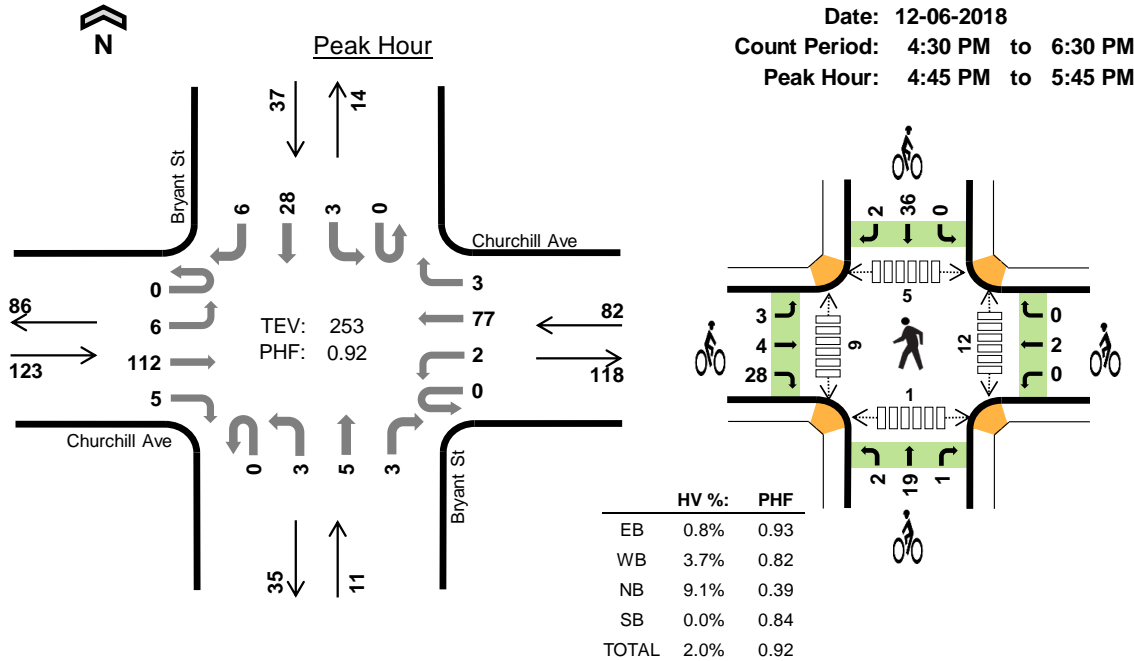 N
Peak Hour
Date: 12-06-2018
Count Period: 4:30 PM to 6:30 PM
Peak Hour: 4:45 PM to 5:45 PM
37
14
Bryant St
6
28
3
0
Churchill Ave
0
6
112
5
3
77
2
0
86
123
82
118
TEV: 253
PHF: 0.92
Churchill Ave
0
3
5
3
Bryant St
35
11
2
36
0
5
3
4
28
9
12
0
2
0
1
2
19
1
HV %: PHF
EB 0.8% 0.93
WB 3.7% 0.82
NB 9.1% 0.39
SB 0.0% 0.84
TOTAL 2.0% 0.92